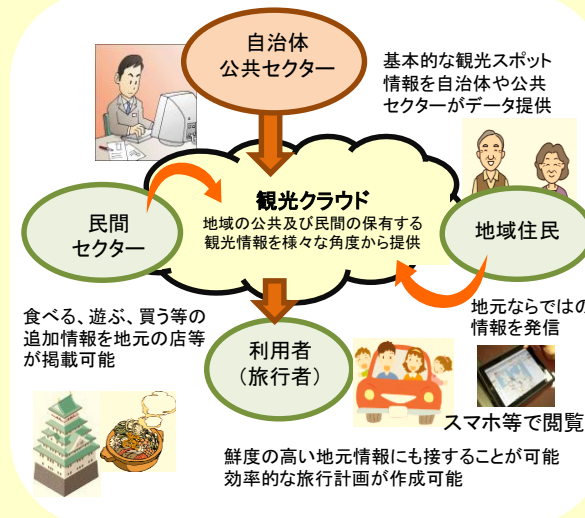 自治体
公共セクター
基本的な観光スポット
情報を自治体や公共
セクターがデータ提供
観光クラウド
地域の公共及び民間の保有する
観光情報を様々な角度から提供
民間
セクター
地域住民
食べる、遊ぶ、買う等の
追加情報を地元の店等
が掲載可能
地元ならではの
情報を発信
利用者
（旅行者）
スマホ等で閲覧
鮮度の高い地元情報にも接することが可能
効率的な旅行計画が作成可能